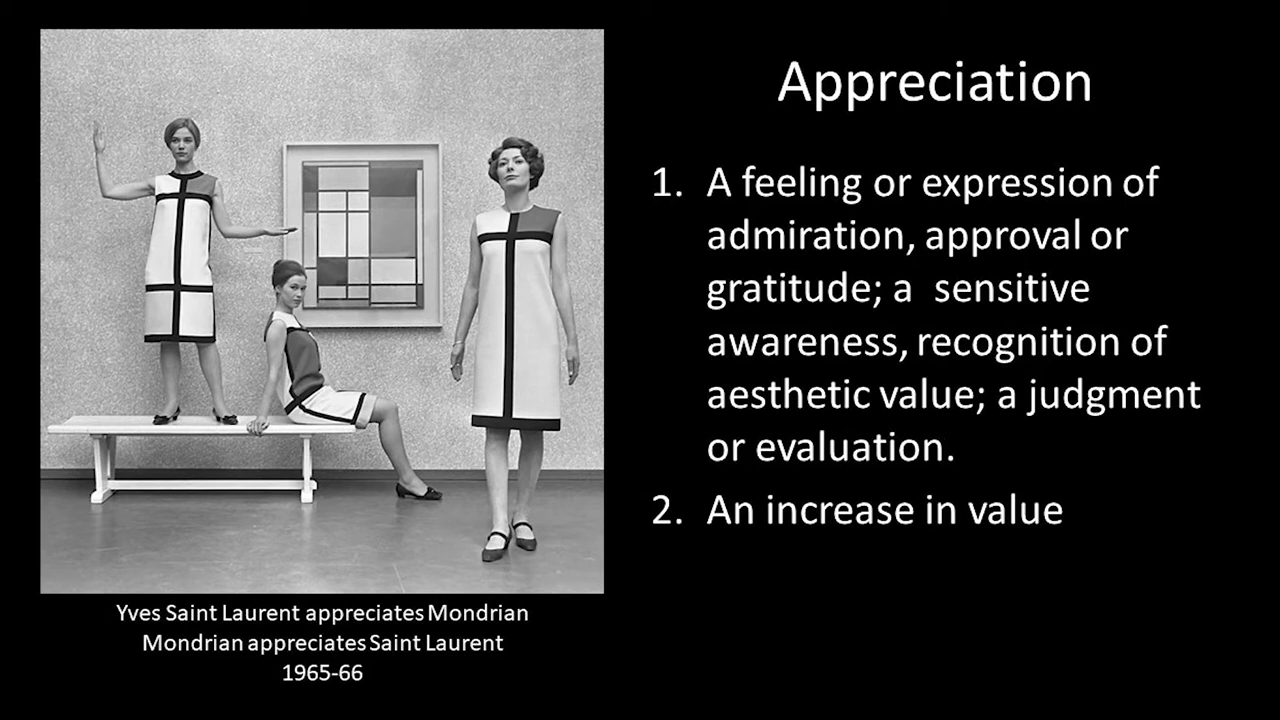 Appreciation
1. A feeling or expression of
admiration, approval or
gratitude; a sensitive
awareness, recognition of
aesthetic value; a judgment
or evaluation.
2. An increase in value
Yves Saint Laurent appreciates Mondrian
Mondrian appreciates Saint Laurent
1965-66